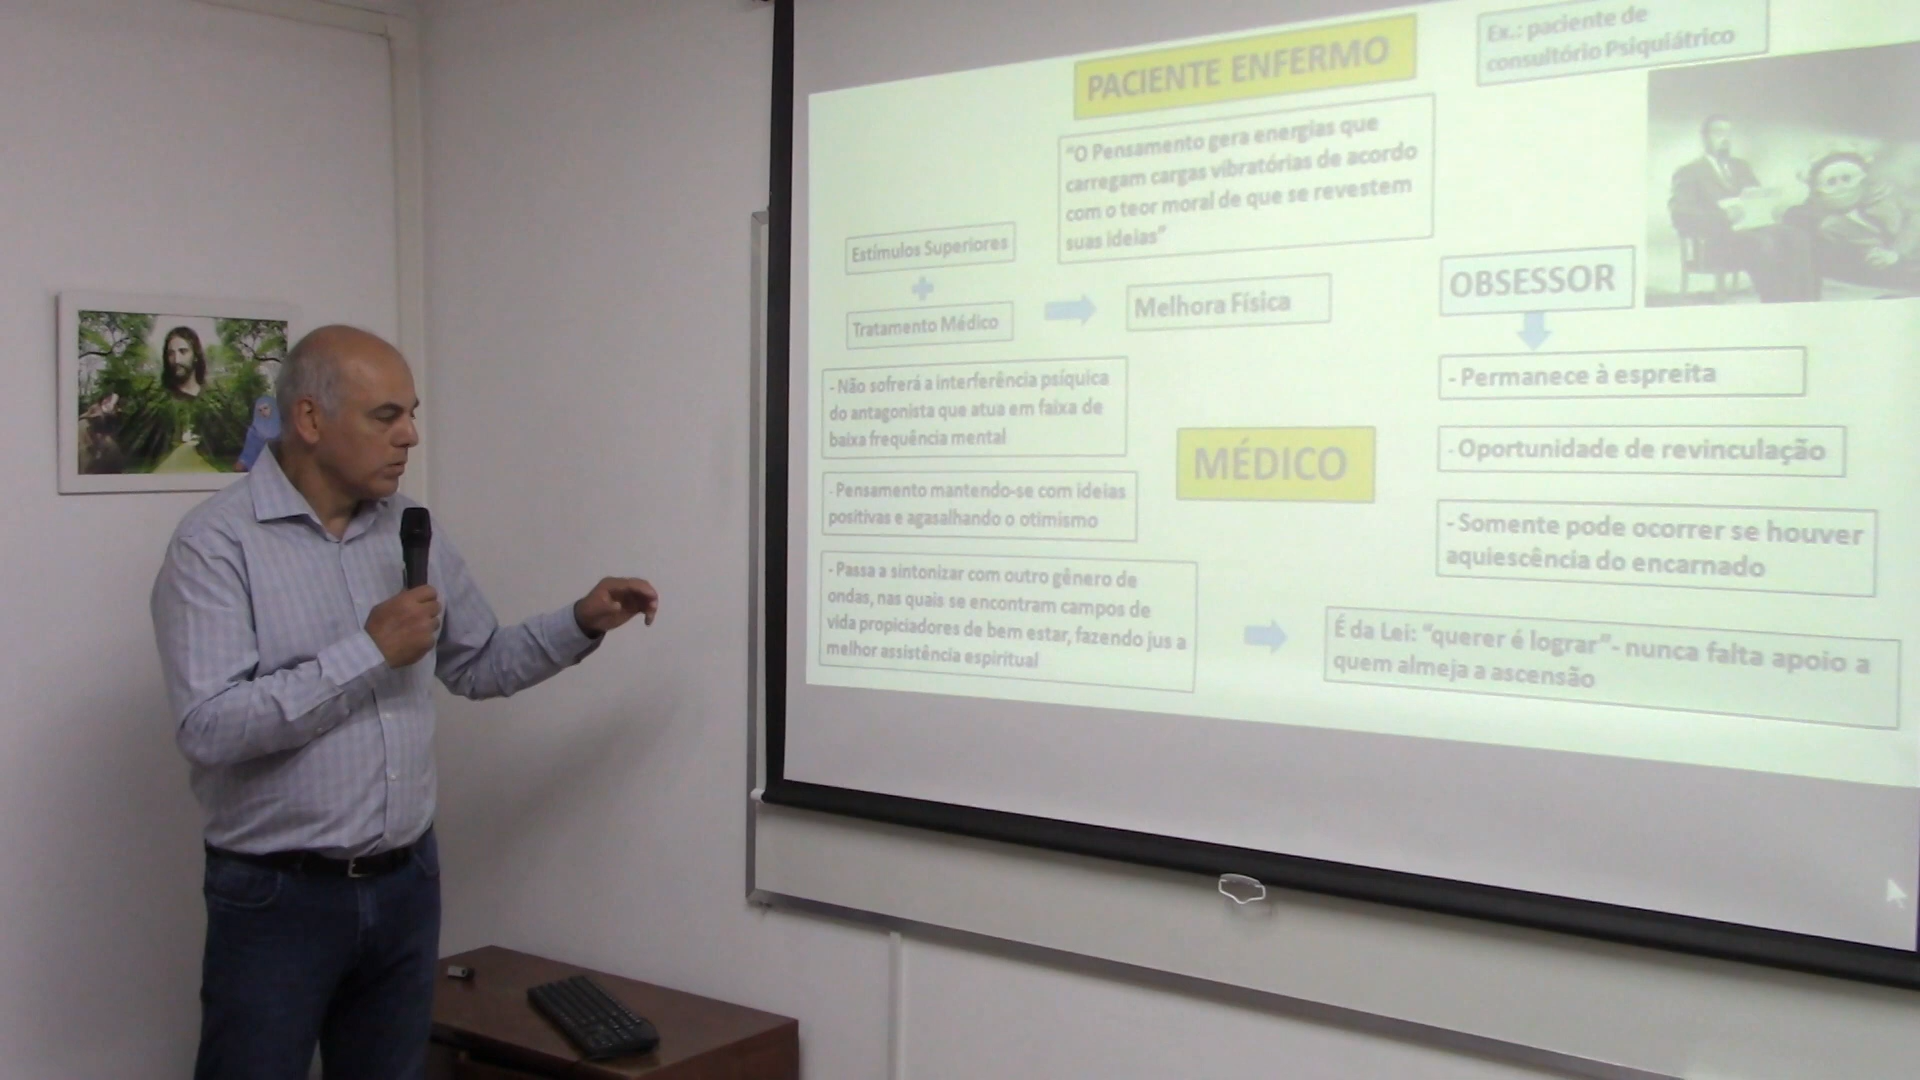 PACIENTE ENFERMO
Ex.: paciente de
consultório Psiquiátrico
"O Pensamento gera energias que
carregam cargas vibratórias de acordo
com o teor moral de que se revestem
suas ideias"
Estímulos Superiores
+
Tratamento Médico
Melhora Física
- Não sofrerá a interferência psíquica
do antagonista que atua em faixa de
baixa frequência mental
- Pensamento mantendo-se com ideias
positivas e agasalhando o otimismo
- Passa a sintonizar com outro gênero de
ondas, nas quais se encontram campos de
vida propiciadores de bem estar, fazendo jus a
melhor assistência espiritual
MÉDICO
OBSESSOR
- Permanece à espreita
- Oportunidade de revinculação
- Somente pode ocorrer se houver
aquiescência do encarnado
É da Lei: "querer é lograr"- nunca falta apoio a
quem almeja a ascensão